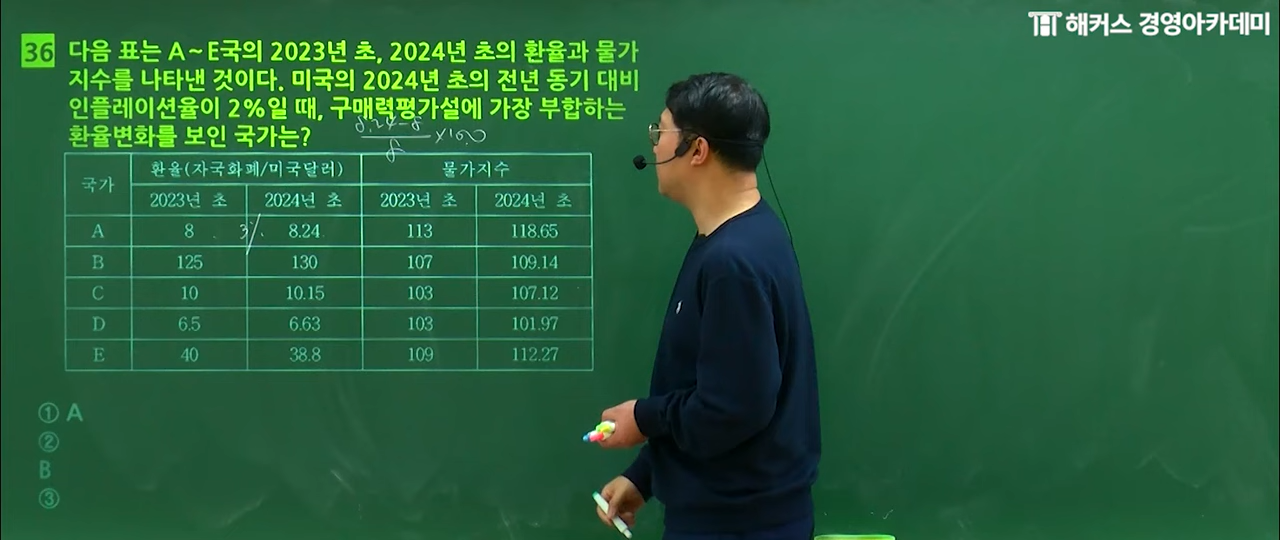 해커스 경영아카데미
36 다음 표는 A~E국의 2023년 초, 2024년 초의 환율과 물가
지수를 나타낸 것이다. 미국의 2024년 초의 전년 동기 대비
인플레이션율이 2%일 때, 구매력평가설에 가장 부합하는
환율변화를 보인 국가는?
8.24-8
8
×100
국가 환율(자국화폐/미국달러) 물가지수
2023년 초 2024년 초 2023년 초 2024년 초
A 8 3% 8.24 113 118.65
B 125 130 107 109.14
C 10 10.15 103 107.12
D 6.5 6.63 103 101.97
E 40 38.8 109 112.27
① A
②
B
③